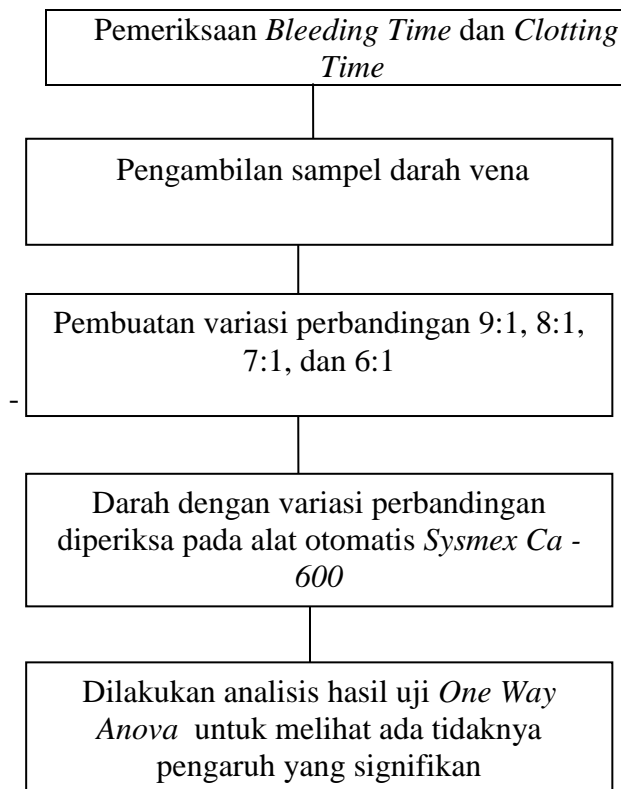 Pemeriksaan Bleeding Time dan Clotting
Time
Pengambilan sampel darah vena
Pembuatan variasi perbandingan 9:1, 8:1,
7:1, dan 6:1
-
Darah dengan variasi perbandingan
diperiksa pada alat otomatis Sysmex Ca -
600
Dilakukan analisis hasil uji One Way
Anova untuk melihat ada tidaknya
pengaruh yang signifikan